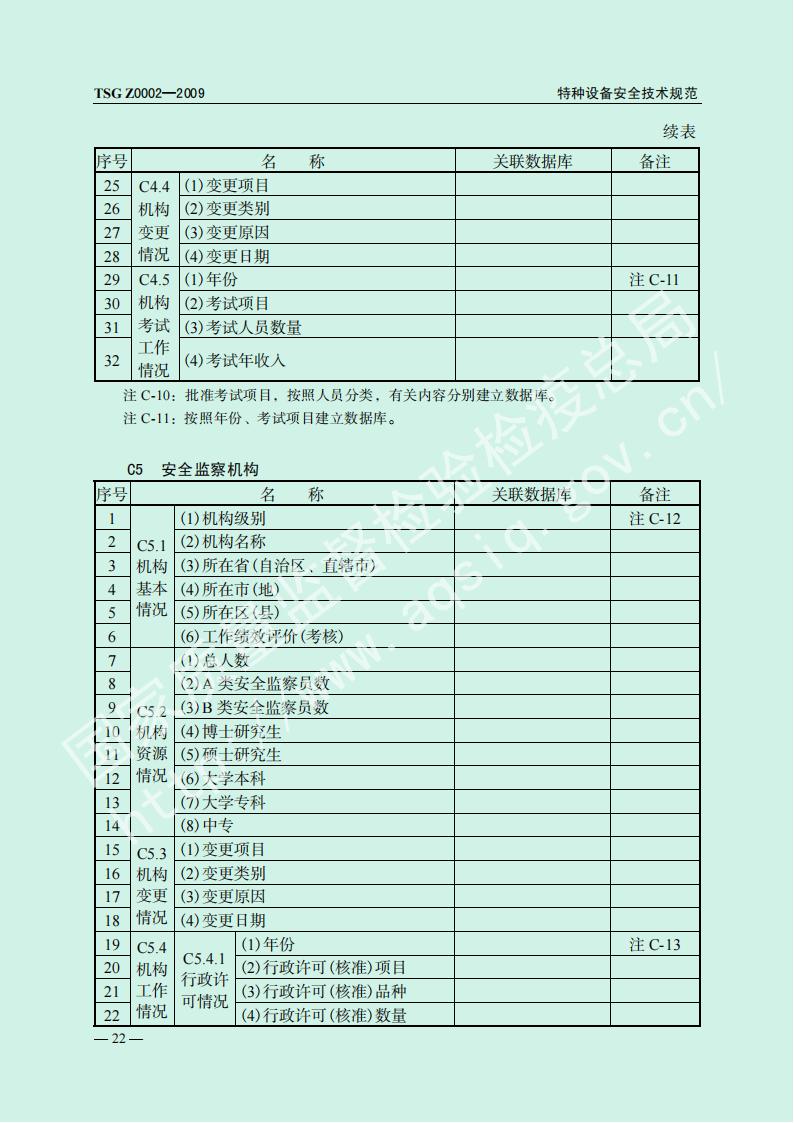 TSG Z0002—2009 特种设备安全技术规范
续表
序号 名 称 关联数据库 备注
25 C4.4 机构变更情况 (1)变更项目
26 (2)变更类别
27 (3)变更原因
28 (4)变更日期
29 C4.5 机构考试工作情况 (1)年份 注 C-11
30 (2)考试项目
31 (3)考试人员数量
32 (4)考试年收入
注 C-10：批准考试项目，按照人员分类，有关内容分别建立数据库。
注 C-11：按照年份、考试项目建立数据库。
C5 安全监察机构
序号 名 称 关联数据库 备注
1 C5.1 机构基本情况 (1)机构级别 注 C-12
2 (2)机构名称
3 (3)所在省(自治区、直辖市)
4 (4)所在市(地)
5 (5)所在区(县)
6 (6)工作绩效评价(考核)
7 C5.2 机构资源情况 (1)总人数
8 (2)A 类安全监察员数
9 (3)B 类安全监察员数
10 (4)博士研究生
11 (5)硕士研究生
12 (6)大学本科
13 (7)大学专科
14 (8)中专
15 C5.3 机构变更情况 (1)变更项目
16 (2)变更类别
17 (3)变更原因
18 (4)变更日期
19 C5.4 机构工作情况 C5.4.1 行政许可情况 (1)年份 注 C-13
20 (2)行政许可(核准)项目
21 (3)行政许可(核准)品种
22 (4)行政许可(核准)数量
— 22 —
国家质量监督检验检疫总局
http://www.aqsiq.gov.cn/